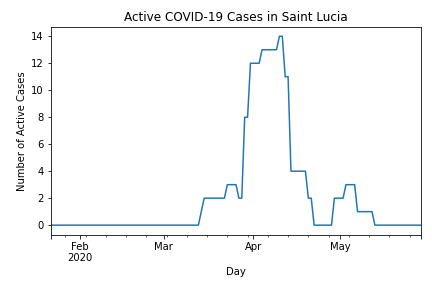 Active COVID-19 Cases in Saint Lucia
Number of Active Cases
14
12
10
8
6
4
2
0
Feb Mar Apr May
2020
Day